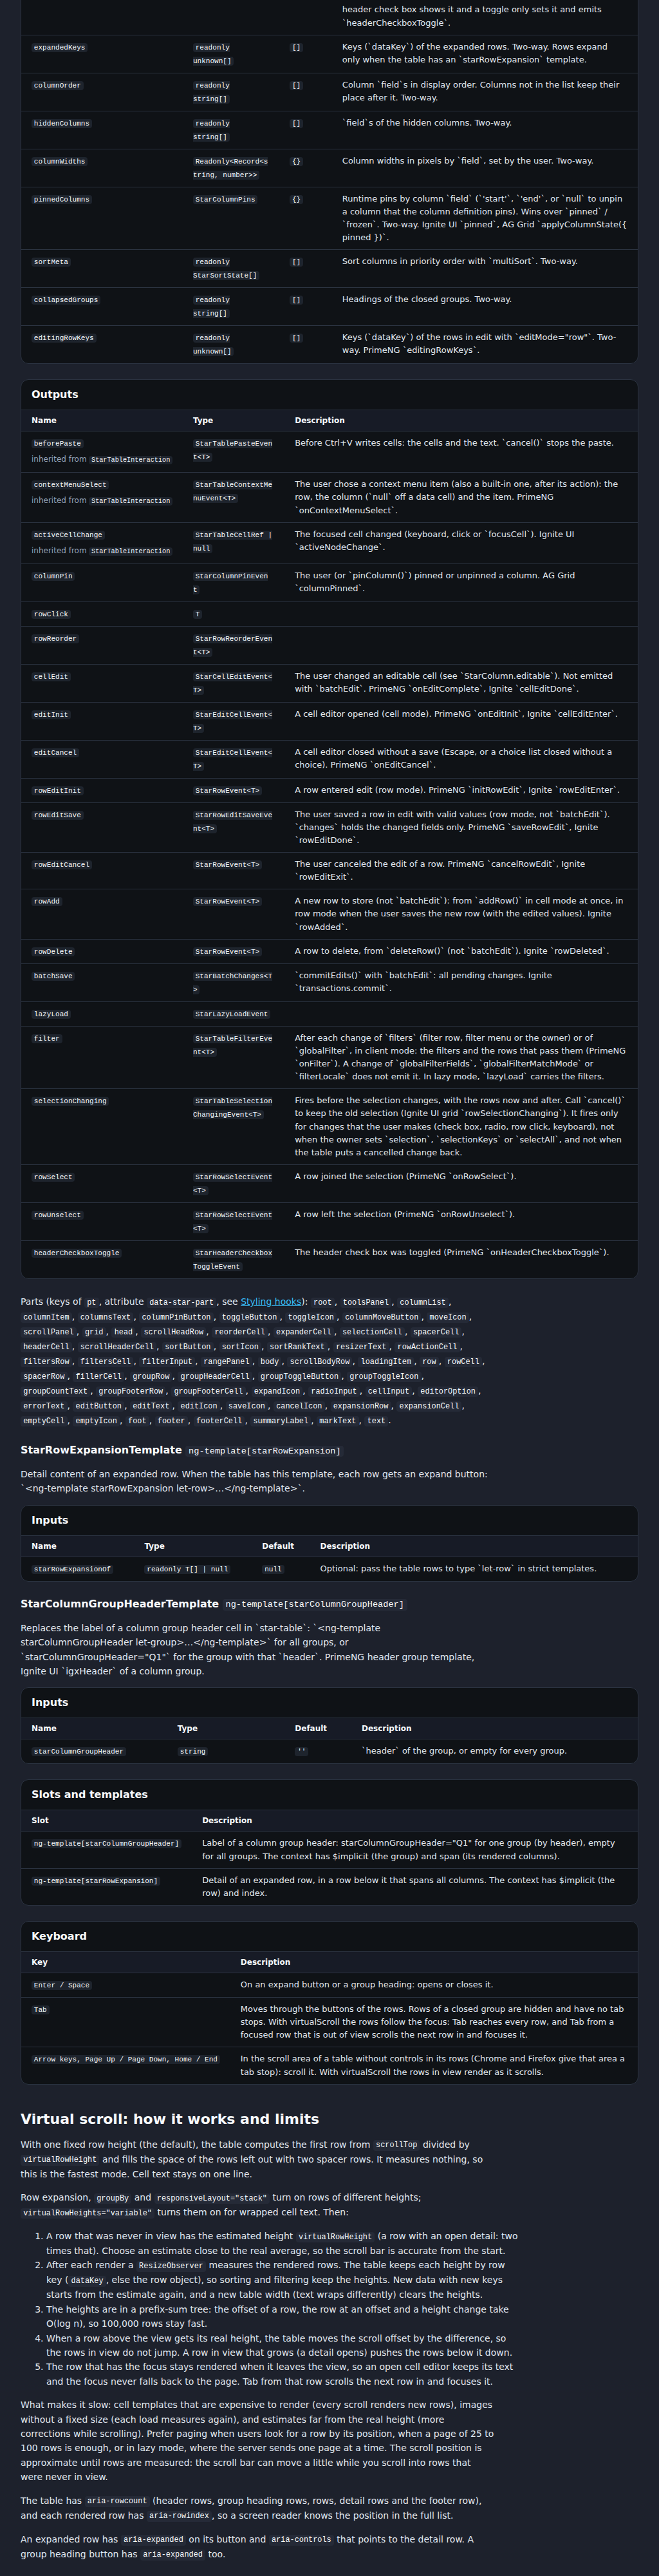 header check box shows it and a toggle only sets it and emits
`headerCheckboxToggle`.
expandedKeys
readonly
unknown[]
[]
Keys (`dataKey`) of the expanded rows. Two-way. Rows expand
only when the table has an `starRowExpansion` template.
columnOrder
readonly
string[]
[]
Column `field`s in display order. Columns not in the list keep their
place after it. Two-way.
hiddenColumns
readonly
string[]
[]
`field`s of the hidden columns. Two-way.
columnWidths
Readonly<Record<s
tring, number>>
{}
Column widths in pixels by `field`, set by the user. Two-way.
pinnedColumns
StarColumnPins
{}
Runtime pins by column `field` (`'start'`, `'end'`, or `null` to unpin
a column that the column definition pins). Wins over `pinned` /
`frozen`. Two-way. Ignite UI `pinned`, AG Grid `applyColumnState({
pinned })`.
sortMeta
readonly
StarSortState[]
[]
Sort columns in priority order with `multiSort`. Two-way.
collapsedGroups
readonly
string[]
[]
Headings of the closed groups. Two-way.
editingRowKeys
readonly
unknown[]
[]
Keys (`dataKey`) of the rows in edit with `editMode="row"`. Two-
way. PrimeNG `editingRowKeys`.
Outputs
Name Type Description
beforePaste
inherited from StarTableInteraction
StarTablePasteEven
t<T>
Before Ctrl+V writes cells: the cells and the text. `cancel()` stops the paste.
contextMenuSelect
inherited from StarTableInteraction
StarTableContextMe
nuEvent<T>
The user chose a context menu item (also a built-in one, after its action): the
row, the column (`null` off a data cell) and the item. PrimeNG
`onContextMenuSelect`.
activeCellChange
inherited from StarTableInteraction
StarTableCellRef |
null
The focused cell changed (keyboard, click or `focusCell`). Ignite UI
`activeNodeChange`.
columnPin
StarColumnPinEven
t
The user (or `pinColumn()`) pinned or unpinned a column. AG Grid
`columnPinned`.
rowClick
T
rowReorder
StarRowReorderEven
t<T>
cellEdit
StarCellEditEvent<
T>
The user changed an editable cell (see `StarColumn.editable`). Not emitted
with `batchEdit`. PrimeNG `onEditComplete`, Ignite `cellEditDone`.
editInit
StarEditCellEvent<
T>
A cell editor opened (cell mode). PrimeNG `onEditInit`, Ignite `cellEditEnter`.
editCancel
StarEditCellEvent<
T>
A cell editor closed without a save (Escape, or a choice list closed without a
choice). PrimeNG `onEditCancel`.
rowEditInit
StarRowEvent<T>
A row entered edit (row mode). PrimeNG `initRowEdit`, Ignite `rowEditEnter`.
rowEditSave
StarRowEditSaveEve
nt<T>
The user saved a row in edit with valid values (row mode, not `batchEdit`).
`changes` holds the changed fields only. PrimeNG `saveRowEdit`, Ignite
`rowEditDone`.
rowEditCancel
StarRowEvent<T>
The user canceled the edit of a row. PrimeNG `cancelRowEdit`, Ignite
`rowEditExit`.
rowAdd
StarRowEvent<T>
A new row to store (not `batchEdit`): from `addRow()` in cell mode at once, in
row mode when the user saves the new row (with the edited values). Ignite
`rowAdded`.
rowDelete
StarRowEvent<T>
A row to delete, from `deleteRow()` (not `batchEdit`). Ignite `rowDeleted`.
batchSave
StarBatchChanges<T
>
`commitEdits()` with `batchEdit`: all pending changes. Ignite
`transactions.commit`.
lazyLoad
StarLazyLoadEvent
filter
StarTableFilterEve
nt<T>
After each change of `filters` (filter row, filter menu or the owner) or of
`globalFilter`, in client mode: the filters and the rows that pass them (PrimeNG
`onFilter`). A change of `globalFilterFields`, `globalFilterMatchMode` or
`filterLocale` does not emit it. In lazy mode, `lazyLoad` carries the filters.
selectionChanging
StarTableSelection
ChangingEvent<T>
Fires before the selection changes, with the rows now and after. Call `cancel()`
to keep the old selection (Ignite UI grid `rowSelectionChanging`). It fires only
for changes that the user makes (check box, radio, row click, keyboard), not
when the owner sets `selection`, `selectionKeys` or `selectAll`, and not when
the table puts a cancelled change back.
rowSelect
StarRowSelectEvent
<T>
A row joined the selection (PrimeNG `onRowSelect`).
rowUnselect
StarRowSelectEvent
<T>
A row left the selection (PrimeNG `onRowUnselect`).
headerCheckboxToggle
StarHeaderCheckbox
ToggleEvent
The header check box was toggled (PrimeNG `onHeaderCheckboxToggle`).
Parts (keys of pt, attribute data-star-part, see Styling hooks): root, toolsPanel, columnList,
columnItem, columnsText, columnPinButton, toggleButton, toggleIcon, columnMoveButton, moveIcon,
scrollPanel, grid, head, scrollHeadRow, reorderCell, expanderCell, selectionCell, spacerCell,
headerCell, scrollHeaderCell, sortButton, sortIcon, sortRankText, resizerText, rowActionCell,
filtersRow, filtersCell, filterInput, rangePanel, body, scrollBodyRow, loadingItem, row, rowCell,
spacerRow, fillerCell, groupRow, groupHeaderCell, groupToggleButton, groupToggleIcon,
groupCountText, groupFooterRow, groupFooterCell, expandIcon, radioInput, cellInput, editorOption,
errorText, editButton, editText, editIcon, saveIcon, cancelIcon, expansionRow, expansionCell,
emptyCell, emptyIcon, foot, footer, footerCell, summaryLabel, markText, text.
StarRowExpansionTemplate ng-template[starRowExpansion]
Detail content of an expanded row. When the table has this template, each row gets an expand button:
`<ng-template starRowExpansion let-row>…</ng-template>`.
Inputs
Name Type Default Description
starRowExpansionOf readonly T[] | null null Optional: pass the table rows to type `let-row` in strict templates.
StarColumnGroupHeaderTemplate ng-template[starColumnGroupHeader]
Replaces the label of a column group header cell in `star-table`: `<ng-template
starColumnGroupHeader let-group>…</ng-template>` for all groups, or
`starColumnGroupHeader="Q1"` for the group with that `header`. PrimeNG header group template,
Ignite UI `igxHeader` of a column group.
Inputs
Name Type Default Description
starColumnGroupHeader string '' `header` of the group, or empty for every group.
Slots and templates
Slot Description
ng-template[starColumnGroupHeader]
Label of a column group header: starColumnGroupHeader="Q1" for one group (by header), empty
for all groups. The context has $implicit (the group) and span (its rendered columns).
ng-template[starRowExpansion]
Detail of an expanded row, in a row below it that spans all columns. The context has $implicit (the
row) and index.
Keyboard
Key Description
Enter / Space
On an expand button or a group heading: opens or closes it.
Tab
Moves through the buttons of the rows. Rows of a closed group are hidden and have no tab
stops. With virtualScroll the rows follow the focus: Tab reaches every row, and Tab from a
focused row that is out of view scrolls the next row in and focuses it.
Arrow keys, Page Up / Page Down, Home / End
In the scroll area of a table without controls in its rows (Chrome and Firefox give that area a
tab stop): scroll it. With virtualScroll the rows in view render as it scrolls.
Virtual scroll: how it works and limits
With one fixed row height (the default), the table computes the first row from scrollTop divided by
virtualRowHeight and fills the space of the rows left out with two spacer rows. It measures nothing, so
this is the fastest mode. Cell text stays on one line.
Row expansion, groupBy and responsiveLayout="stack" turn on rows of different heights;
virtualRowHeights="variable" turns them on for wrapped cell text. Then:
1. A row that was never in view has the estimated height virtualRowHeight (a row with an open detail: two
times that). Choose an estimate close to the real average, so the scroll bar is accurate from the start.
2. After each render a ResizeObserver measures the rendered rows. The table keeps each height by row
key (dataKey, else the row object), so sorting and filtering keep the heights. New data with new keys
starts from the estimate again, and a new table width (text wraps differently) clears the heights.
3. The heights are in a prefix-sum tree: the offset of a row, the row at an offset and a height change take
O(log n), so 100,000 rows stay fast.
4. When a row above the view gets its real height, the table moves the scroll offset by the difference, so
the rows in view do not jump. A row in view that grows (a detail opens) pushes the rows below it down.
5. The row that has the focus stays rendered when it leaves the view, so an open cell editor keeps its text
and the focus never falls back to the page. Tab from that row scrolls the next row in and focuses it.
What makes it slow: cell templates that are expensive to render (every scroll renders new rows), images
without a fixed size (each load measures again), and estimates far from the real height (more
corrections while scrolling). Prefer paging when users look for a row by its position, when a page of 25 to
100 rows is enough, or in lazy mode, where the server sends one page at a time. The scroll position is
approximate until rows are measured: the scroll bar can move a little while you scroll into rows that
were never in view.
The table has aria-rowcount (header rows, group heading rows, rows, detail rows and the footer row),
and each rendered row has aria-rowindex, so a screen reader knows the position in the full list.
An expanded row has aria-expanded on its button and aria-controls that points to the detail row. A
group heading button has aria-expanded too.